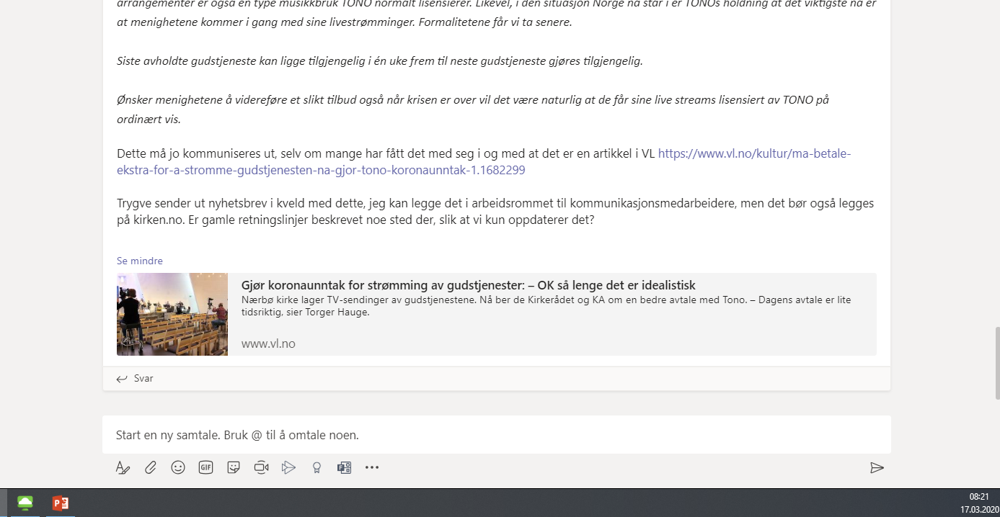 arrangementer er også en type musikkbruk TONO normalt lisensierer. Likevel, i den situasjon Norge nå står i er TONOs holdning at det viktigste nå er
at menighetene kommer i gang med sine livestrømminger. Formalitetene får vi ta senere.
Siste avholdte gudstjeneste kan ligge tilgjengelig i én uke frem til neste gudstjeneste gjøres tilgjengelig.
Ønsker menighetene å videreføre et slikt tilbud også når krisen er over vil det være naturlig at de får sine live streams lisensiert av TONO på
ordinært vis.
Dette må jo kommuniseres ut, selv om mange har fått det med seg i og med at det er en artikkel i VL https://www.vl.no/kultur/ma-betale-
ekstra-for-a-stromme-gudstjenesten-na-gjor-tono-koronaunntak-1.1682299
Trygve sender ut nyhetsbrev i kveld med dette, jeg kan legge det i arbeidsrommet til kommunikasjonsmedarbeidere, men det bør også legges
på kirken.no. Er gamle retningslinjer beskrevet noe sted der, slik at vi kun oppdaterer det?
Se mindre
Gjør koronaunntak for strømming av gudstjenester: – OK så lenge det er idealistisk
Nærbø kirke lager TV-sendinger av gudstjenestene. Nå ber de Kirkerådet og KA om en bedre avtale med Tono. – Dagens avtale er lite
tidsriktig, sier Torger Hauge.
www.vl.no
Svar
Start en ny samtale. Bruk @ til å omtale noen.
GIF
08:21
17.03.2020